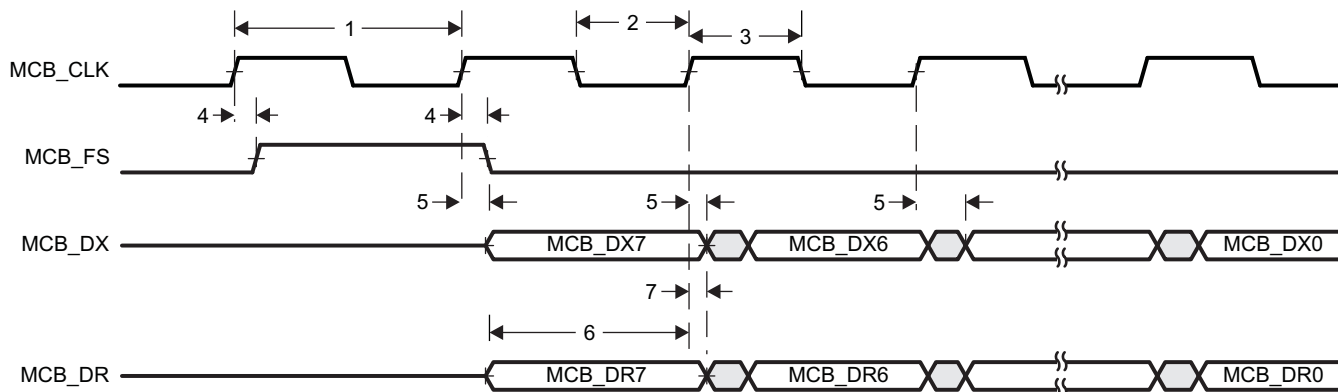 1
2
3
MCB_CLK
4
4
MCB_FS
5
5
5
MCB_DX
MCB_DX7
MCB_DX6
MCB_DX0
7
6
MCB_DR
MCB_DR7
MCB_DR6
MCB_DR0